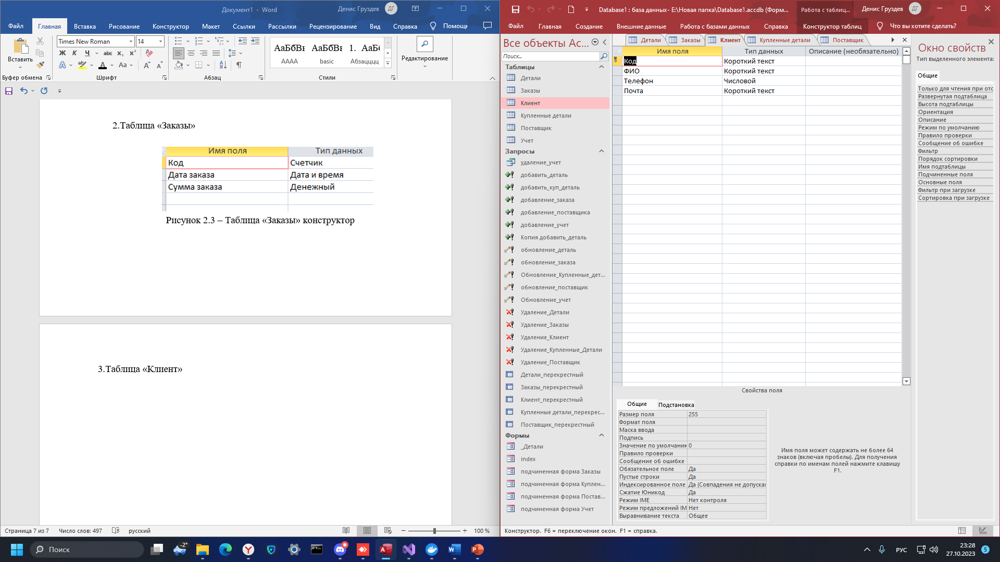 Документ1 - Word
Денис Груздев
ДГ
Файл
Главная
Вставка
Рисование
Конструктор
Макет
Ссылки
Рассылки
Рецензирование
Вид
Справка
Times New Roman
14
Вставить
Ж К Ч abc x₂ x²
Aa
АаБбВ
АаБбВ
1. АаБб
АААА
basic
Абзацццц
Редактирование
Буфер обмена
Шрифт
Абзац
Стили
2.Таблица «Заказы»
Имя поля Тип данных
Код Счетчик
Дата заказа Дата и время
Сумма заказа Денежный
Рисунок 2.3 – Таблица «Заказы» конструктор
3.Таблица «Клиент»
Страница 7 из 7
Число слов: 497
русский
100 %
Database1 : база данных- E:\Новая папка\Database1.accdb (Форм...
Работа с таблиц...
Денис Груздев
ДГ
Файл
Главная
Создание
Внешние данные
Работа с базами данных
Справка
Конструктор таблиц
Что вы хотите сделать?
Все объекты Ac...
Поиск...
Таблицы
Детали
Заказы
Клиент
Купленные детали
Поставщик
Учет
Запросы
удаление_учет
добавить_деталь
добавить_куп_деталь
добавление_заказа
добавление_поставщика
добавление_учет
Копия добавить_деталь
обновление_деталь
обновление_заказа
Обновление_Купленные_дет...
обновление_поставщик
Обновление_учет
Удаление_Детали
Удаление_Заказы
Удаление_Клиент
Удаление_Купленные_Детали
Удаление_Поставщик
Детали_перекрестный
Заказы_перекрестный
Клиент_перекрестный
Купленные детали_перекрес...
Поставщик_перекрестный
Формы
_Детали
index
подчиненная форма Заказы
подчиненная форма Куплен...
подчиненная форма Постав...
подчиненная форма Учет
Детали
Заказы
Клиент
Купленные детали
Поставщик
Имя поля Тип данных Описание (необязательно)
Код Короткий текст
ФИО Короткий текст
Телефон Числовой
Почта Короткий текст
Свойства поля
Общие
Подстановка
Размер поля 255
Формат поля
Маска ввода
Подпись
Значение по умолчани 0
Правило проверки
Сообщение об ошибке
Обязательное поле Да
Пустые строки Да
Индексированное поле Да (Совпадения не допускаю
Сжатие Юникод Да
Режим IME Нет контроля
Режим предложений IM Нет
Выравнивание текста Общее
Имя поля может содержать не более 64
знаков (включая пробелы). Для получения
справки по именам полей нажмите клавишу
F1.
Окно свойств
Тип выделенного элемента:
Общие
Только для чтения при отс
Развернутая подтаблица
Высота подтаблицы
Ориентация
Описание
Режим по умолчанию
Правило проверки
Сообщение об ошибке
Фильтр
Порядок сортировки
Имя подтаблицы
Подчиненные поля
Основные поля
Фильтр при загрузке
Сортировка при загрузке
Конструктор. F6 = переключение окон. F1 = справка.
Поиск
-2°
РУС
23:28
27.10.2023
5